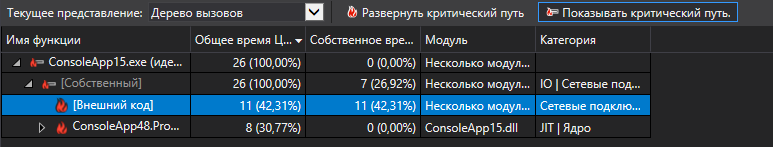 Текущее представление: Дерево вызовов Развернуть критический путь Показывать критический путь.
Имя функции Общее время Ц... Собственное вре... Модуль Категория
ConsoleApp15.exe (иде... 26 (100,00%) 0 (0,00%) Несколько модул...
[Собственный] 26 (100,00%) 7 (26,92%) Несколько модул... IO | Сетевые под...
[Внешний код] 11 (42,31%) 11 (42,31%) Несколько модул... Сетевые подклю...
ConsoleApp48.Pro... 8 (30,77%) 0 (0,00%) ConsoleApp15.dll JIT | Ядро